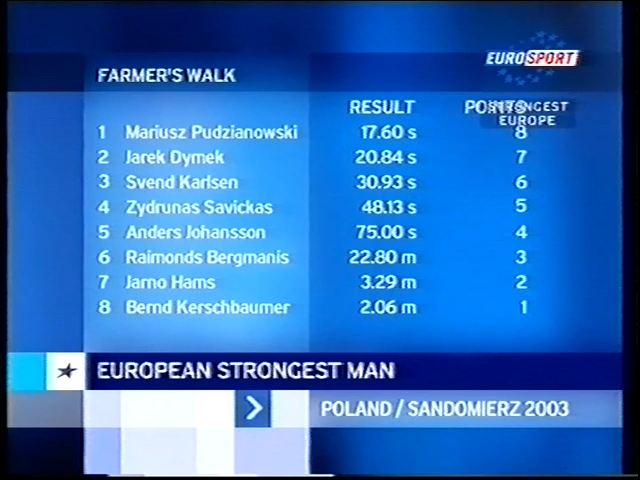 EUROSPORT
FARMER'S WALK
RESULT POINTS
STRONGEST
EUROPE
1 Mariusz Pudzianowski 17.60 s 8
2 Jarek Dymek 20.84 s 7
3 Svend Karlsen 30.93 s 6
4 Zydrunas Savickas 48.13 s 5
5 Anders Johansson 75.00 s 4
6 Raimonds Bergmanis 22.80 m 3
7 Jarno Hams 3.29 m 2
8 Bernd Kerschbaumer 2.06 m 1
EUROPEAN STRONGEST MAN
POLAND / SANDOMIERZ 2003